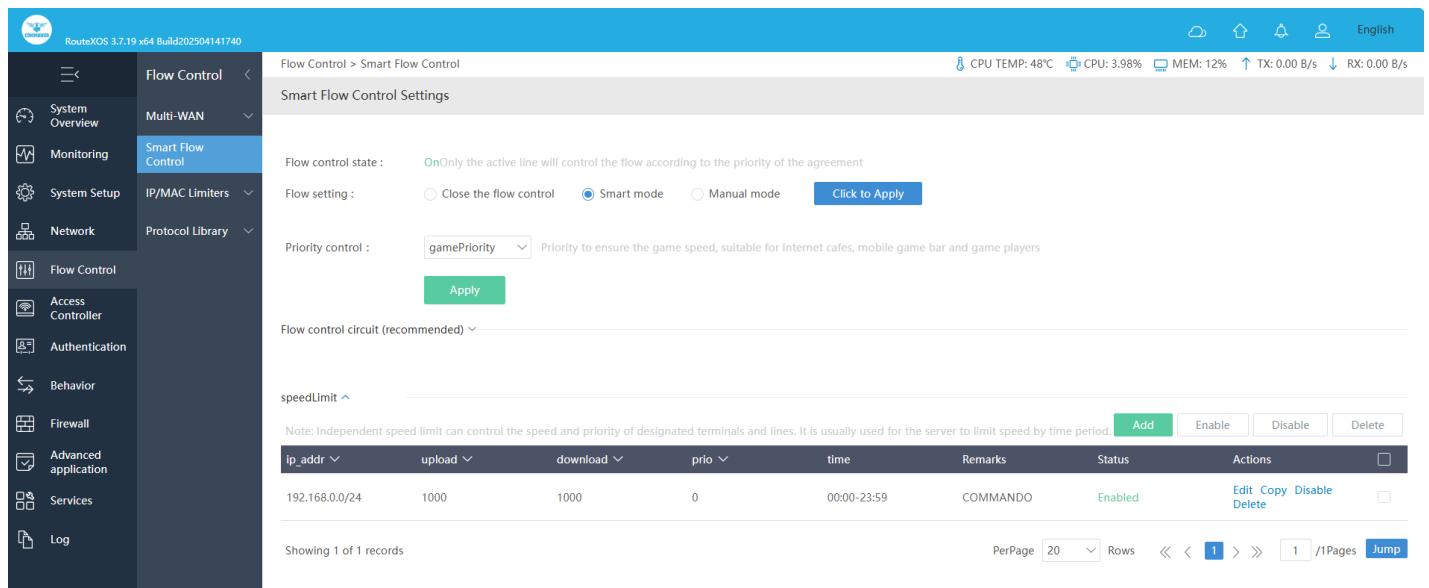 COMMANDO
RouteXOS 3.7.19 x64 Build202504141740
English
Flow Control
Flow Control > Smart Flow Control
CPU TEMP: 48°C
CPU: 3.98%
MEM: 12%
TX: 0.00 B/s
RX: 0.00 B/s
System
Overview
Monitoring
System Setup
Network
Flow Control
Access
Controller
Authentication
Behavior
Firewall
Advanced
application
Services
Log
Multi-WAN
Smart Flow
Control
IP/MAC Limiters
Protocol Library
Smart Flow Control Settings
Flow control state : OnOnly the active line will control the flow according to the priority of the agreement
Flow setting : Close the flow control Smart mode Manual mode Click to Apply
Priority control : gamePriority Priority to ensure the game speed, suitable for Internet cafes, mobile game bar and game players
Apply
Flow control circuit (recommended)
speedLimit
Note: Independent speed limit can control the speed and priority of designated terminals and lines. It is usually used for the server to limit speed by time period. Add Enable Disable Delete
ip_addr upload download prio time Remarks Status Actions
192.168.0.0/24 1000 1000 0 00:00-23:59 COMMANDO Enabled Edit Copy Disable
Delete
Showing 1 of 1 records PerPage 20 Rows 1 1 /1Pages Jump